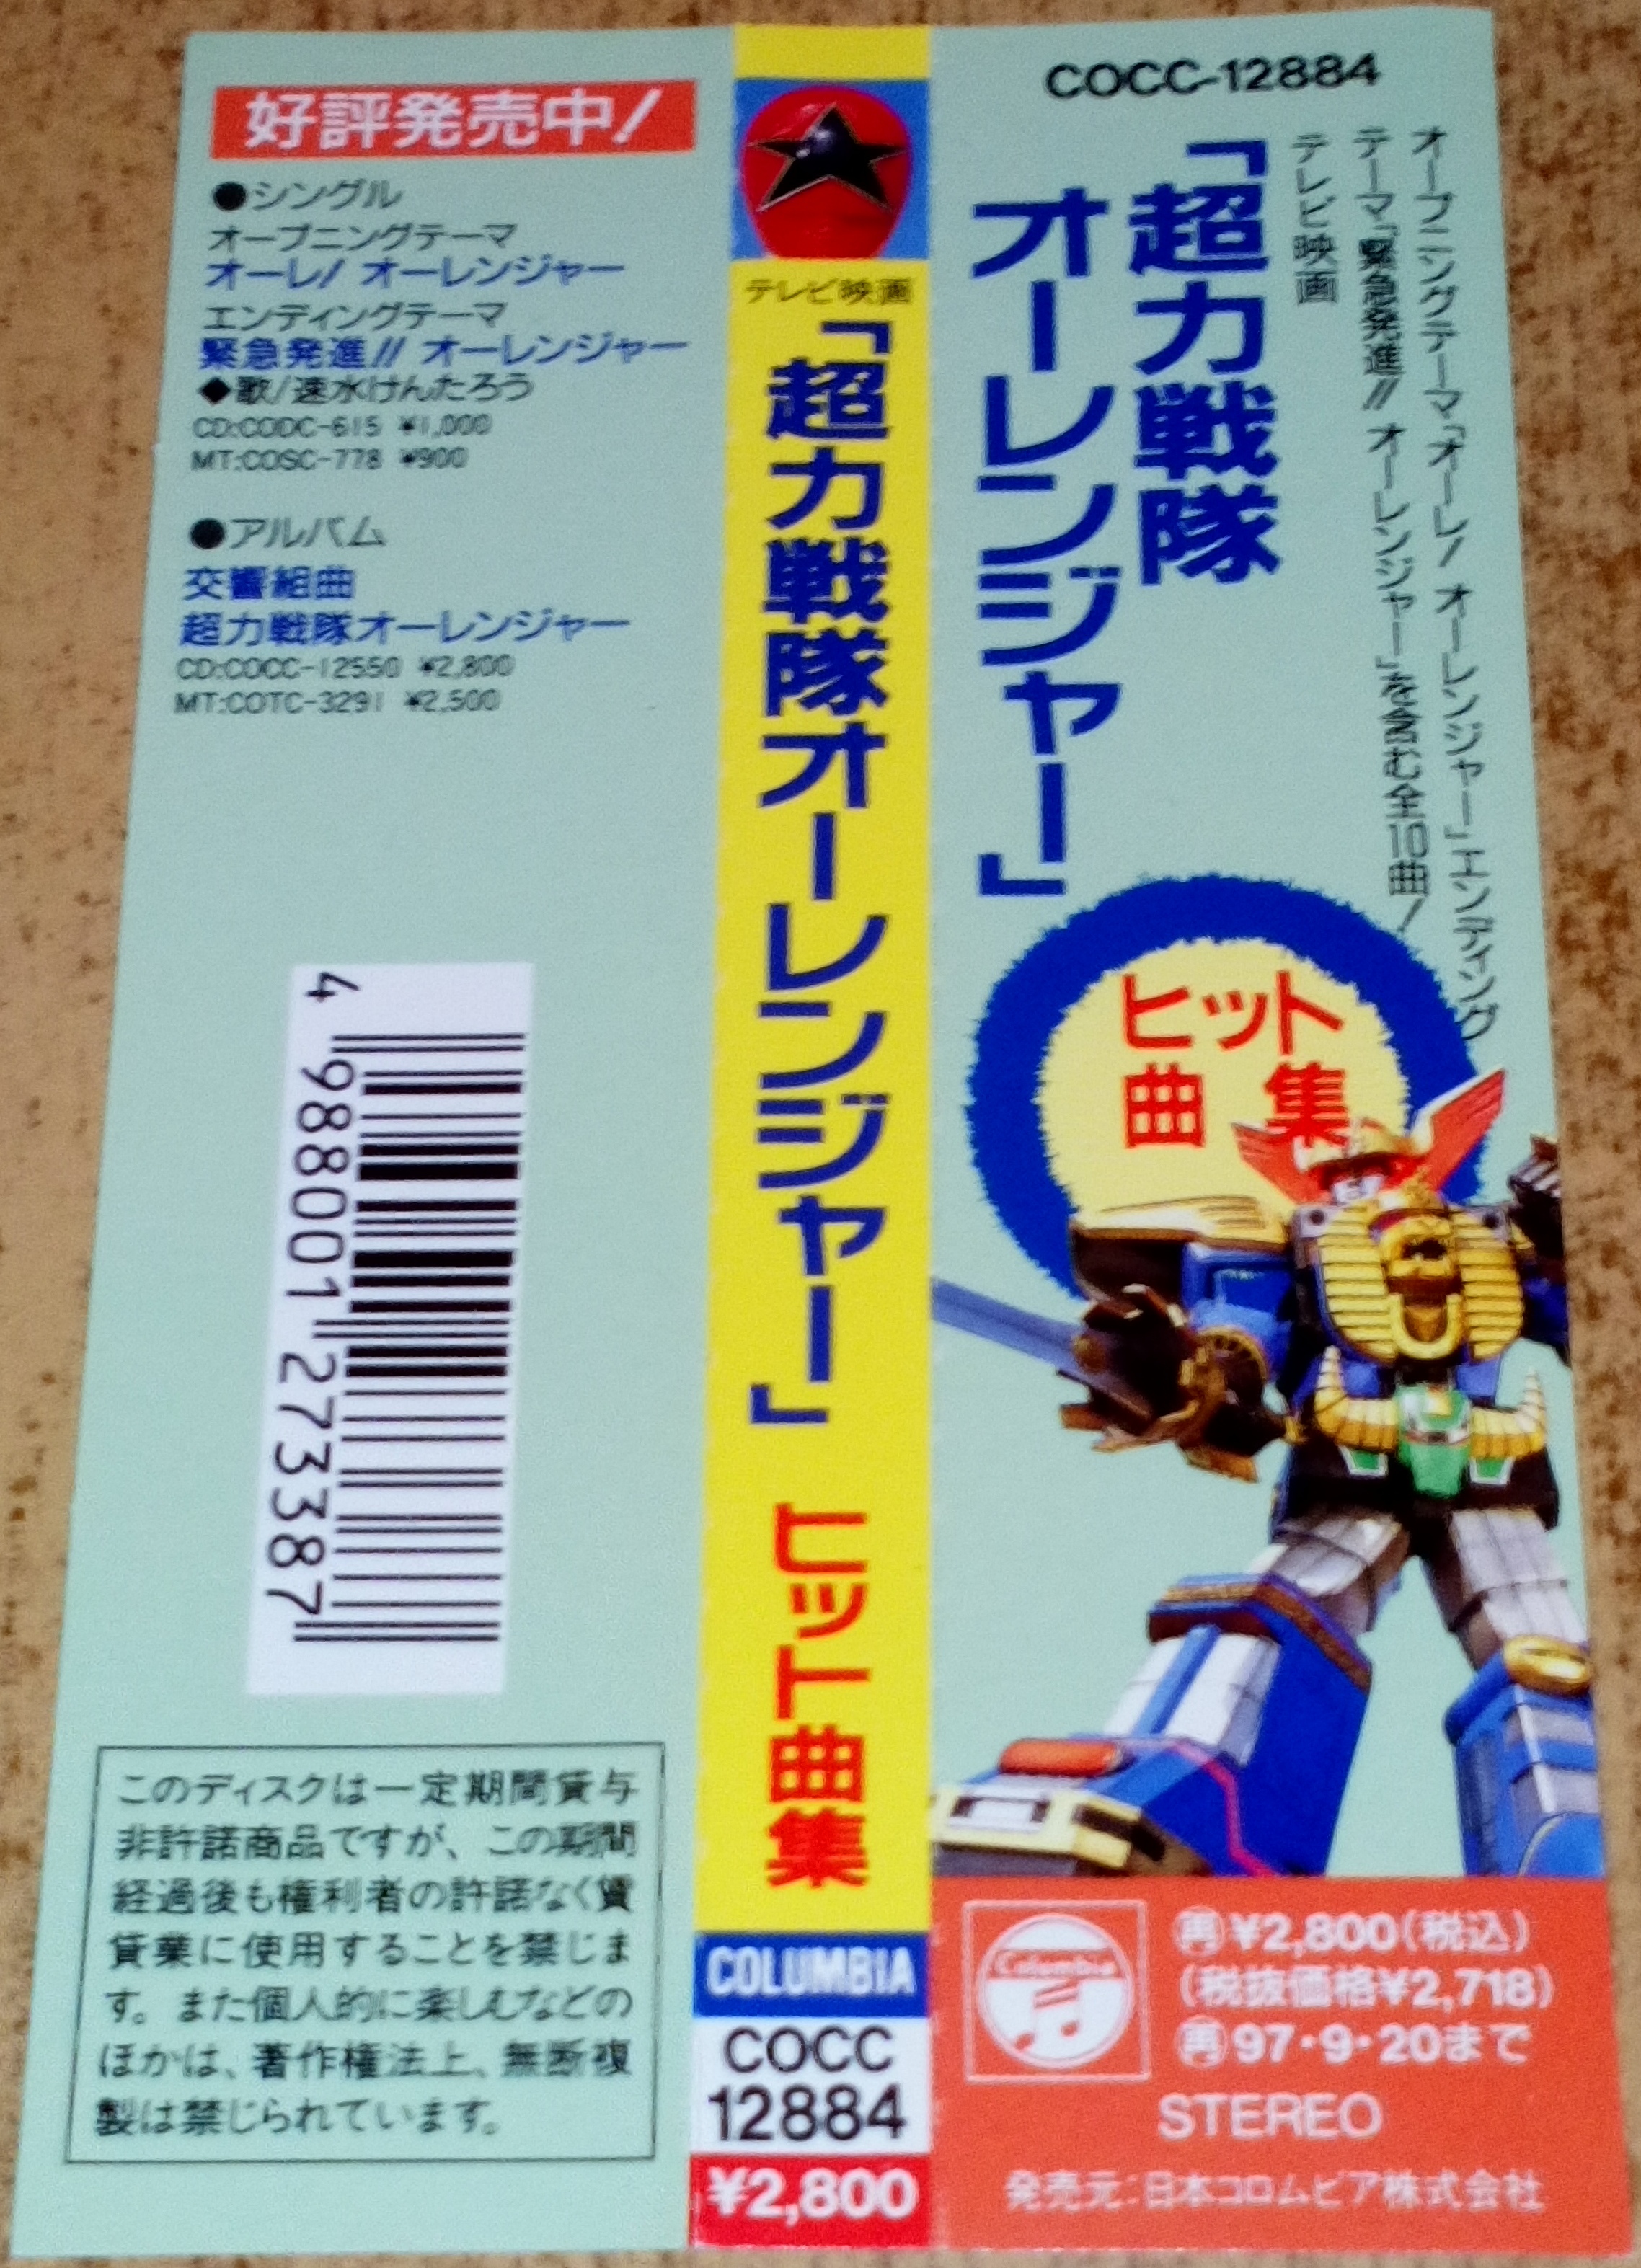 好評発売中!
●シングル
オープニングテーマ
オーレ! オーレンジャー
エンディングテーマ
緊急発進!! オーレンジャー
◆歌/速水けんたろう
CD:CODC-615 ¥1,000
MT:COSC-778 ¥900
●アルバム
交響組曲
超力戦隊オーレンジャー
CD:COCC-12550 ¥2,800
MT:COTC-3291 ¥2,500
4 988001 273387
このディスクは一定期間貸与
非許諾商品ですが、この期間
経過後も権利者の許諾なく賃
貸業に使用することを禁じま
す。また個人的に楽しむなどの
ほかは、著作権法上、無断複
製は禁じられています。
テレビ映画
「超力戦隊オーレンジャー」 ヒット曲集
COLUMBIA
COCC
12884
¥2,800
COCC-12884
オープニングテーマ「オーレ! オーレンジャー」エンディング
テーマ「緊急発進!! オーレンジャー」を含む全10曲!
テレビ映画
「超力戦隊
オーレンジャー」
ヒット
曲集
Columbia
再¥2,800(税込)
(税抜価格¥2,718)
再97・9・20まで
STEREO
発売元:日本コロムビア株式会社